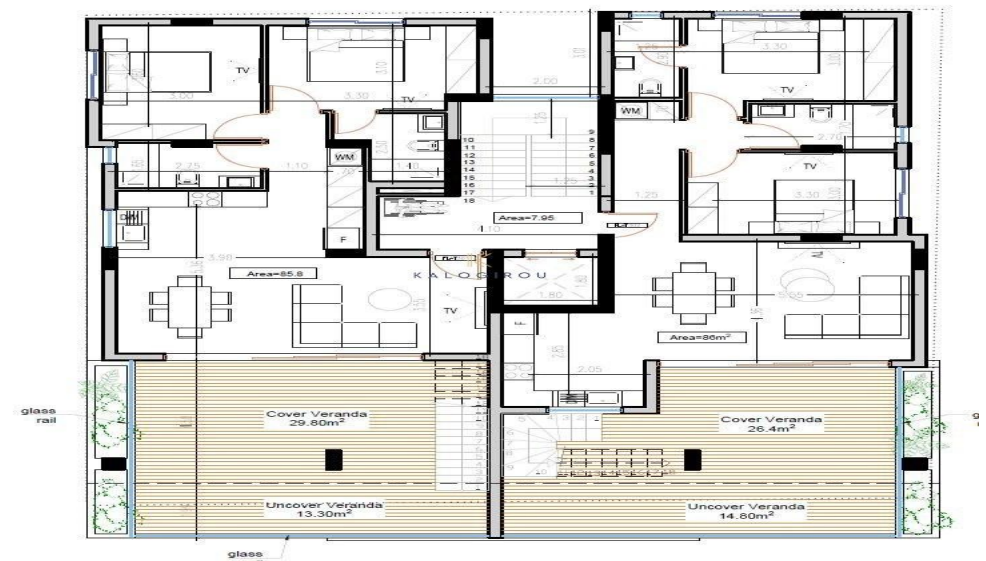 TV
3.00
3.30
TV
2.00
3.30
TV
WM
2.70
10
11
12
13
14
15
16
17
18
9
8
7
6
5
4
3
2
1
1.25
2.75
1.10
WM
1.40
TV
3.30
1.25
Area=7.95
4.10
F
3.90
Area=85.8
KALOGIROU
1.80
TV
5.05
Area=86m²
2.05
glass
rail
Cover Veranda
29.80m²
Cover Veranda
26.4m²
Uncover Veranda
13.30m²
Uncover Veranda
14.80m²
glass